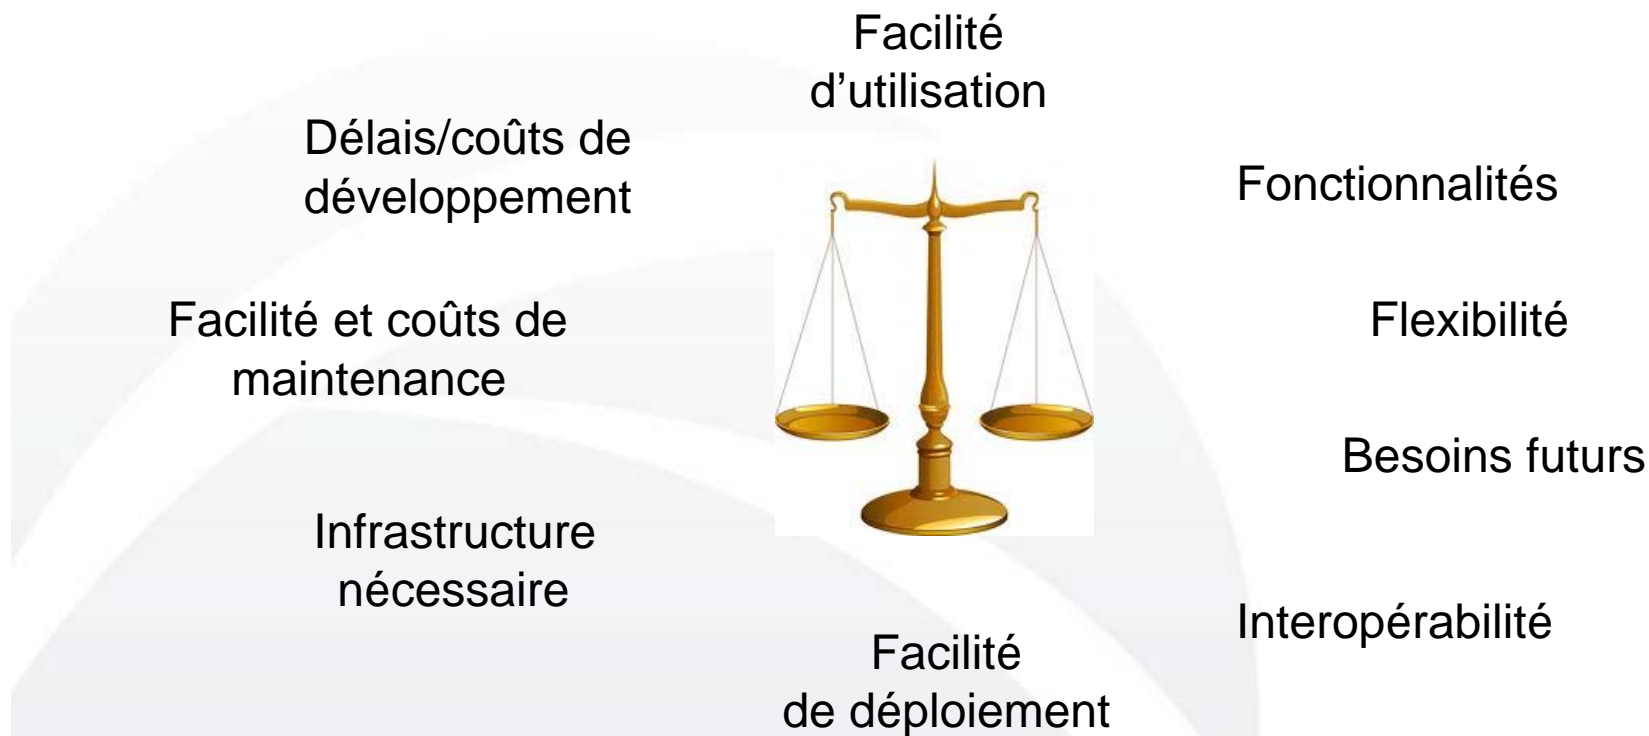 Facilité
d’utilisation
Délais/coûts de
développement
Fonctionnalités
Facilité et coûts de
maintenance
Flexibilité
Besoins futurs
Infrastructure
nécessaire
Interopérabilité
Facilité
de déploiement